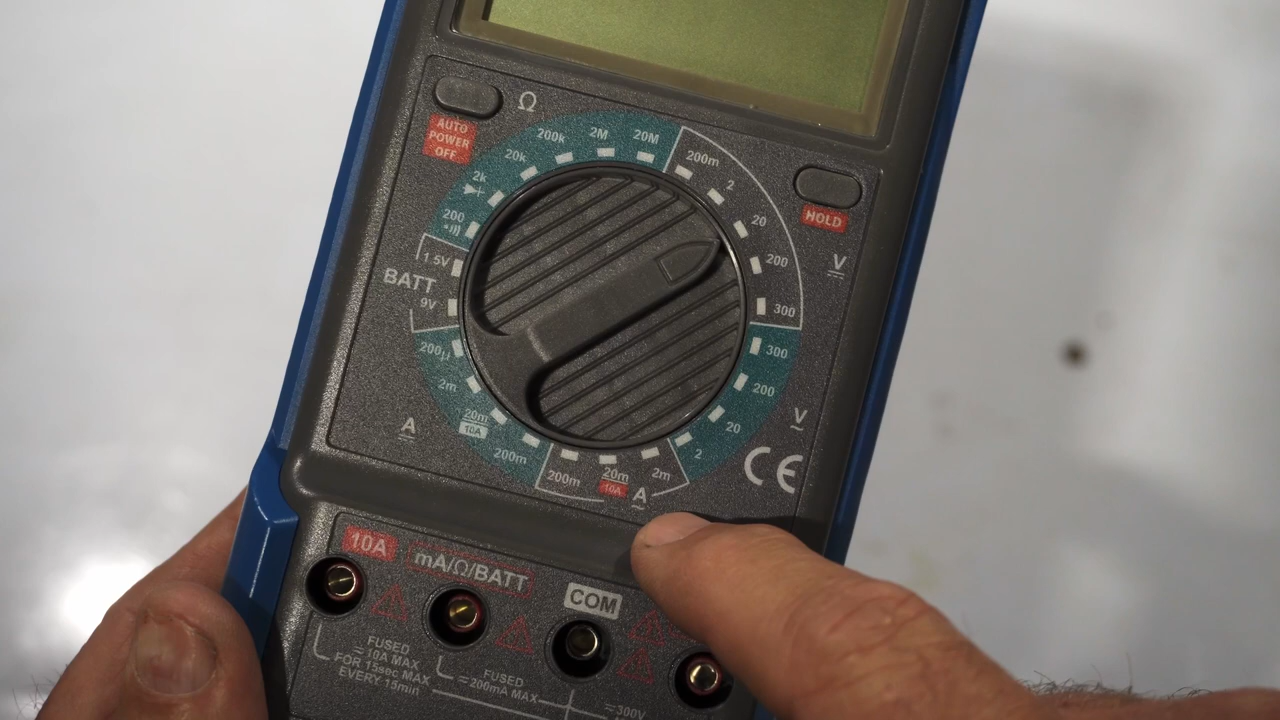 Ω
AUTO
POWER
OFF
200k
2M
20M
200m
20k
2
2k
20
HOLD
200
200
V
1.5V
BATT
9V
300
200µ
300
2m
200
20m
10A
A
20
V
200m
2
CE
200m
20m
10A
A
2m
10A
mA/Ω/BATT
COM
FUSED
10A MAX
FOR 15sec MAX
EVERY 15min
FUSED
200mA MAX
300V